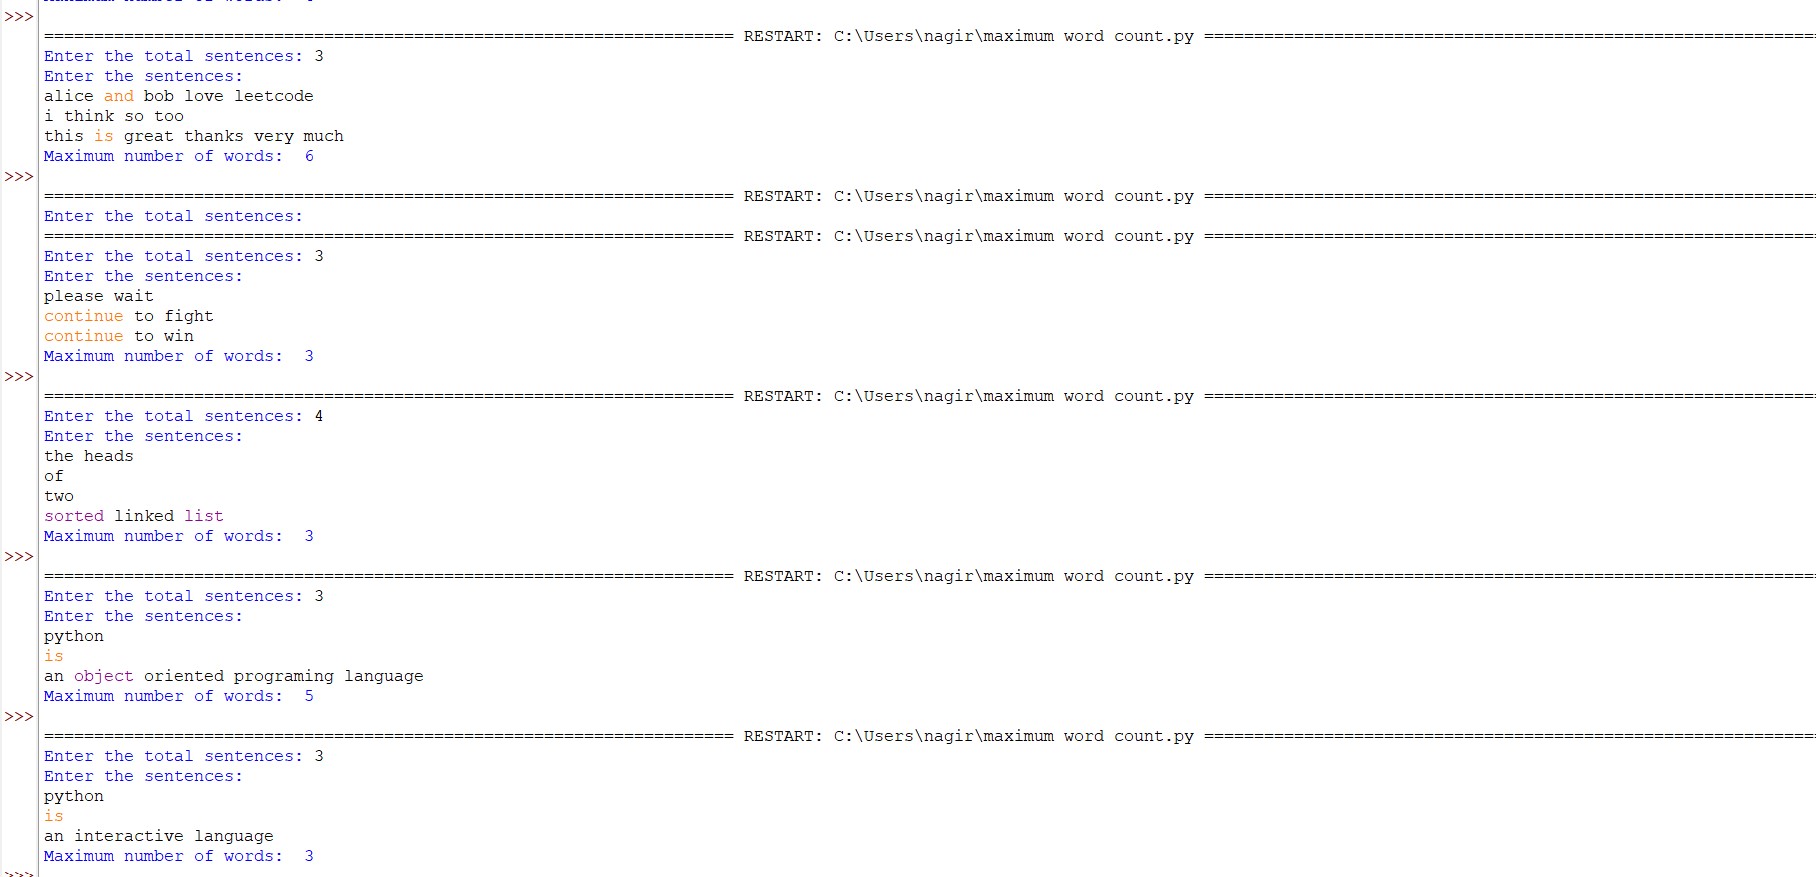 >>>
======================================================================= RESTART: C:\Users\nagir\maximum word count.py ===============================================================
Enter the total sentences: 3
Enter the sentences:
alice and bob love leetcode
i think so too
this is great thanks very much
Maximum number of words:  6
>>>
======================================================================= RESTART: C:\Users\nagir\maximum word count.py ===============================================================
Enter the total sentences:
======================================================================= RESTART: C:\Users\nagir\maximum word count.py ===============================================================
Enter the total sentences: 3
Enter the sentences:
please wait
continue to fight
continue to win
Maximum number of words:  3
>>>
======================================================================= RESTART: C:\Users\nagir\maximum word count.py ===============================================================
Enter the total sentences: 4
Enter the sentences:
the heads
of
two
sorted linked list
Maximum number of words:  3
>>>
======================================================================= RESTART: C:\Users\nagir\maximum word count.py ===============================================================
Enter the total sentences: 3
Enter the sentences:
python
is
an object oriented programing language
Maximum number of words:  5
>>>
======================================================================= RESTART: C:\Users\nagir\maximum word count.py ===============================================================
Enter the total sentences: 3
Enter the sentences:
python
is
an interactive language
Maximum number of words:  3
>>>